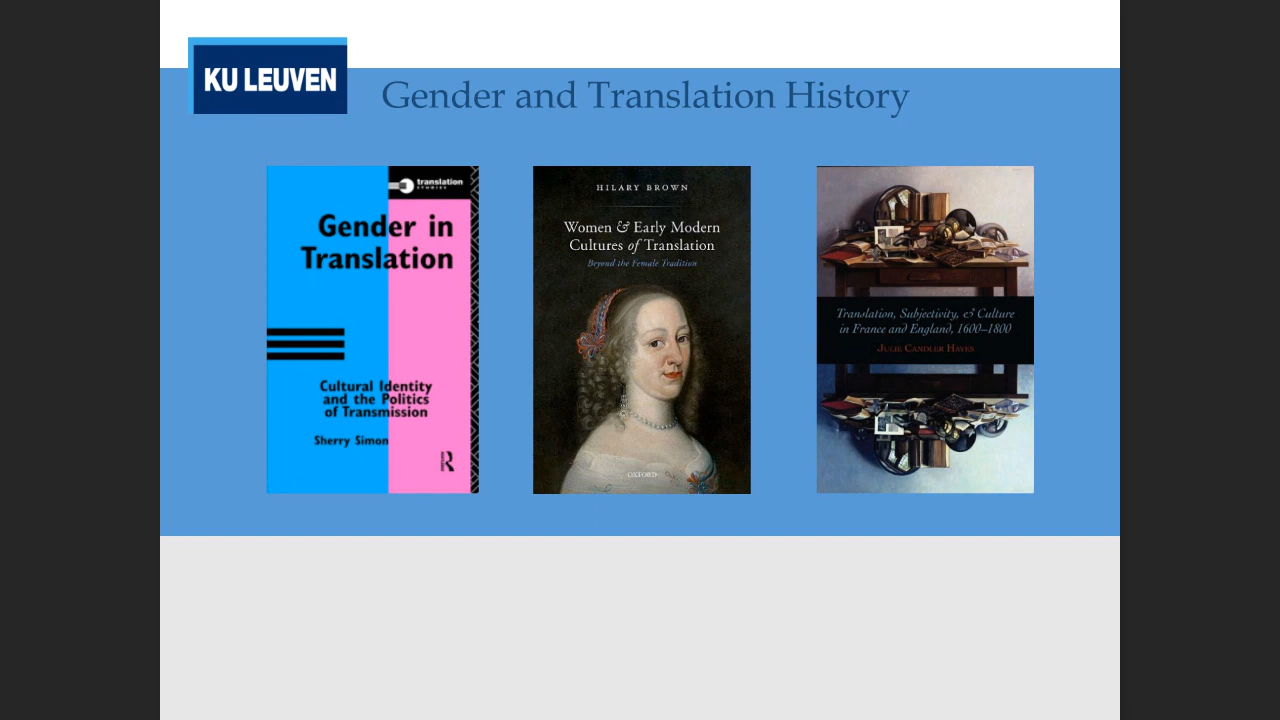 KU LEUVEN
Gender and Translation History
translation
STUDIES
Gender in
Translation
Cultural Identity
and the Politics
of Transmission
Sherry Simon
R
HILARY BROWN
Women & Early Modern
Cultures of Translation
Beyond the Female Tradition
OXFORD
Translation, Subjectivity, & Culture
in France and England, 1600–1800
JULIE CANDLER HAYES